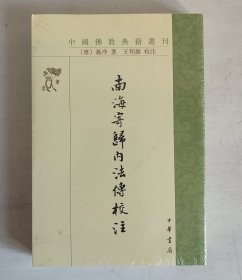 中國佛教典籍選刊
〔唐〕義淨 著 王邦維 校注
南海寄歸内法傳校注
中華書局